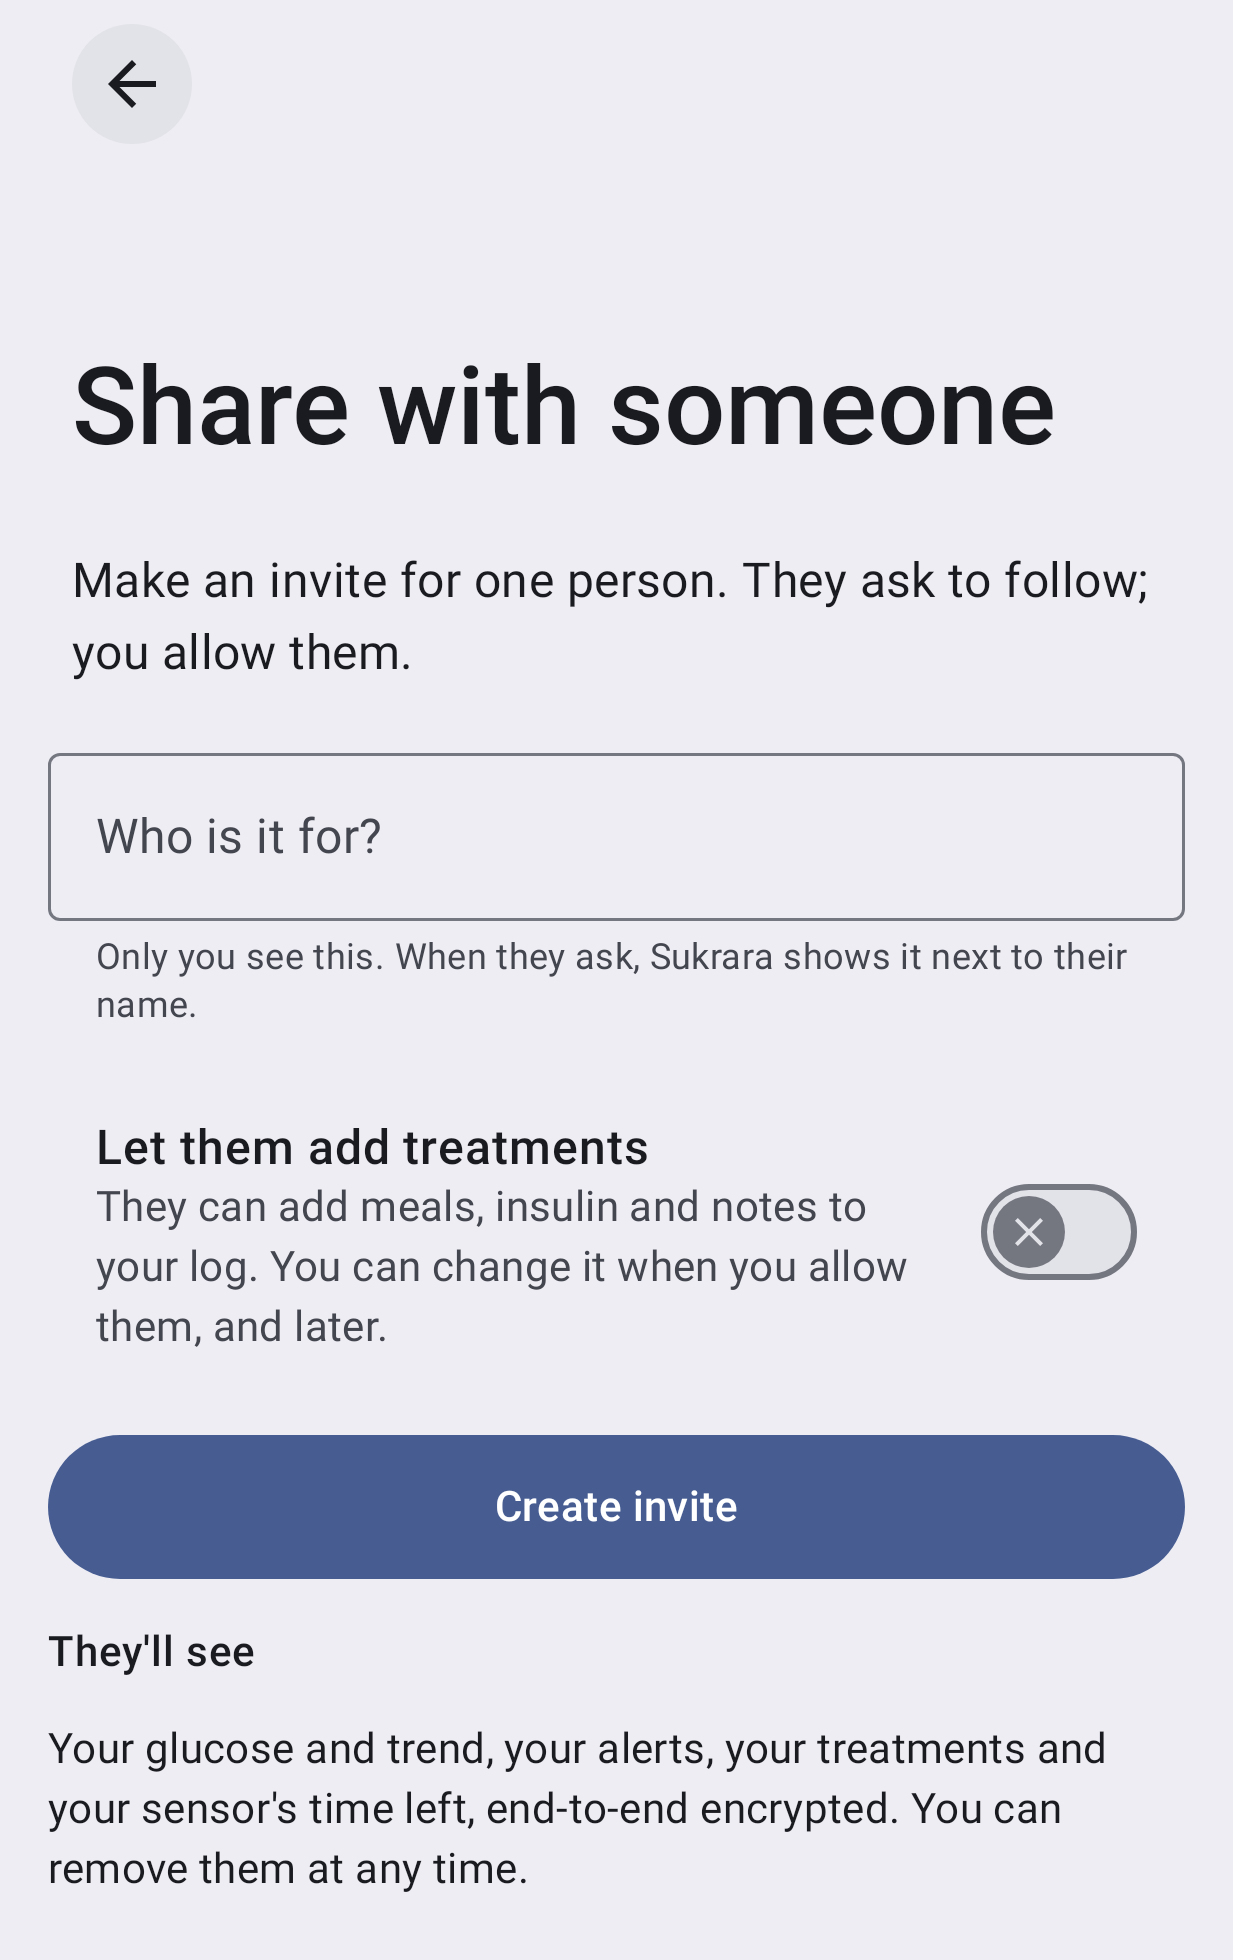 Share with someone
Make an invite for one person. They ask to follow;
you allow them.
Who is it for?
Only you see this. When they ask, Sukrara shows it next to their
name.
Let them add treatments
They can add meals, insulin and notes to
your log. You can change it when you allow
them, and later.
Create invite
They'll see
Your glucose and trend, your alerts, your treatments and
your sensor's time left, end-to-end encrypted. You can
remove them at any time.